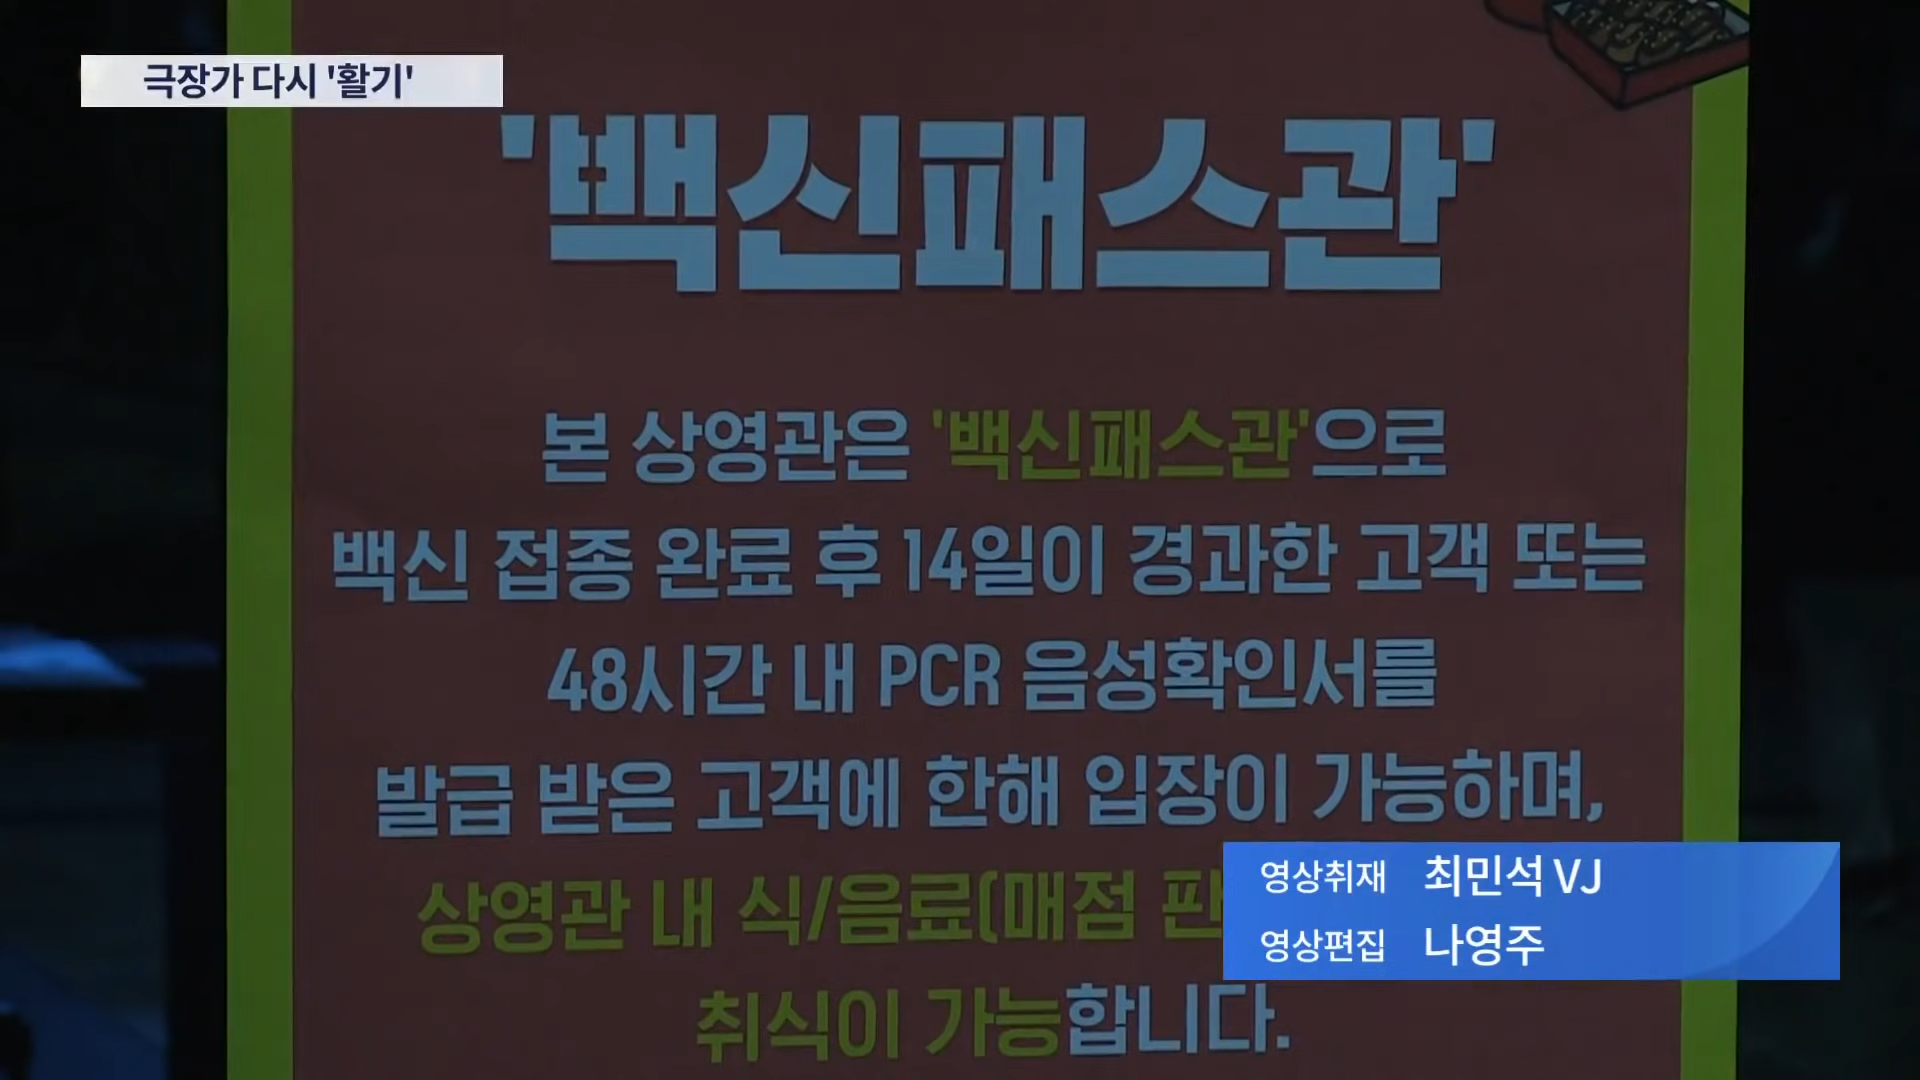 극장가 다시 '활기'
'백신패스관'
본 상영관은 '백신패스관'으로
백신 접종 완료 후 14일이 경과한 고객 또는
48시간 내 PCR 음성확인서를
발급 받은 고객에 한해 입장이 가능하며,
상영관 내 식/음료(매점 판
취식이 가능합니다.
영상취재 최민석 VJ
영상편집 나영주